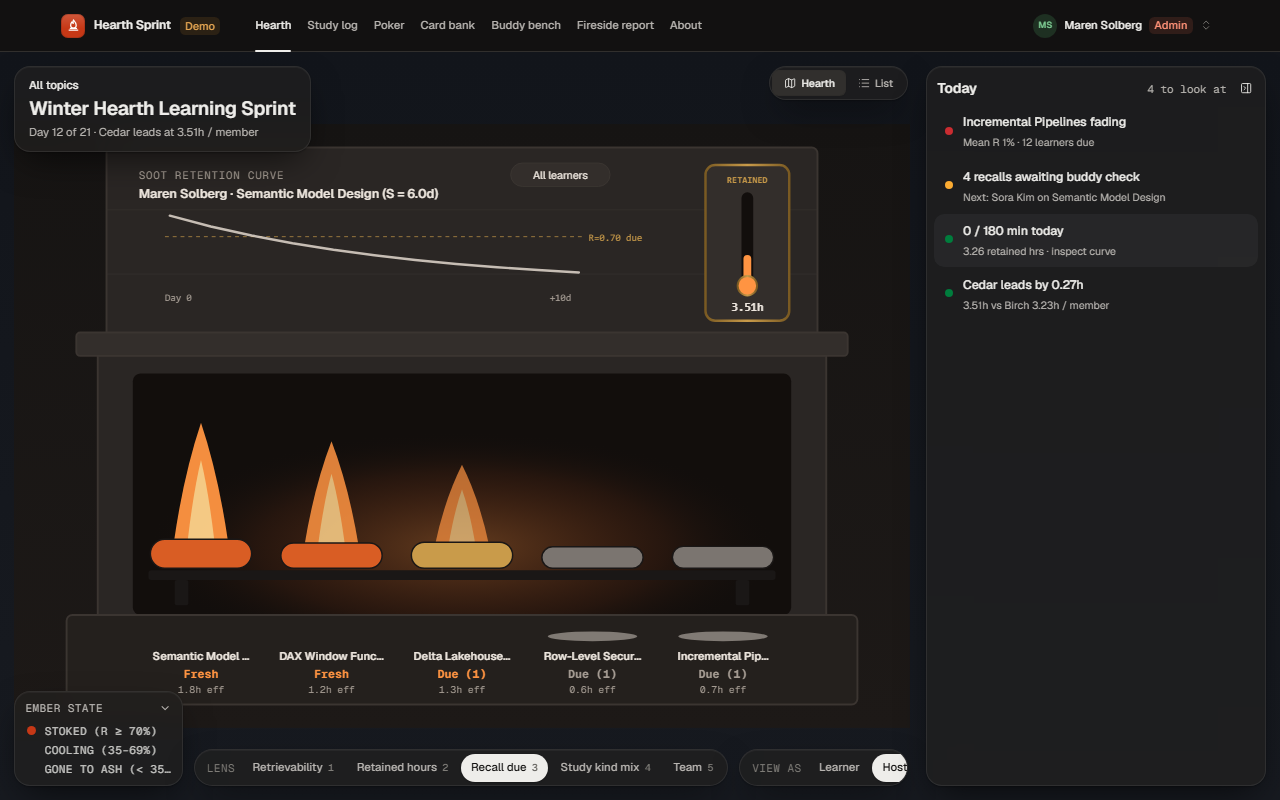 Hearth Sprint Demo Hearth Study log Poker Card bank Buddy bench Fireside report About MS Maren Solberg Admin
All topics
Winter Hearth Learning Sprint
Day 12 of 21 · Cedar leads at 3.51h / member
Hearth List
SOOT RETENTION CURVE
Maren Solberg · Semantic Model Design (S = 6.0d)
All learners
R=0.70 due
Day 0 +10d
RETAINED
3.51h
Semantic Model … DAX Window Func… Delta Lakehouse… Row-Level Secur… Incremental Pip…
Fresh Fresh Due (1) Due (1) Due (1)
1.8h eff 1.2h eff 1.3h eff 0.6h eff 0.7h eff
EMBER STATE
STOKED (R ≥ 70%)
COOLING (35–69%)
GONE TO ASH (< 35…
LENS Retrievability 1 Retained hours 2 Recall due 3 Study kind mix 4 Team 5
VIEW AS Learner Host
Today 4 to look at
Incremental Pipelines fading
Mean R 1% · 12 learners due
4 recalls awaiting buddy check
Next: Sora Kim on Semantic Model Design
0 / 180 min today
3.26 retained hrs · inspect curve
Cedar leads by 0.27h
3.51h vs Birch 3.23h / member